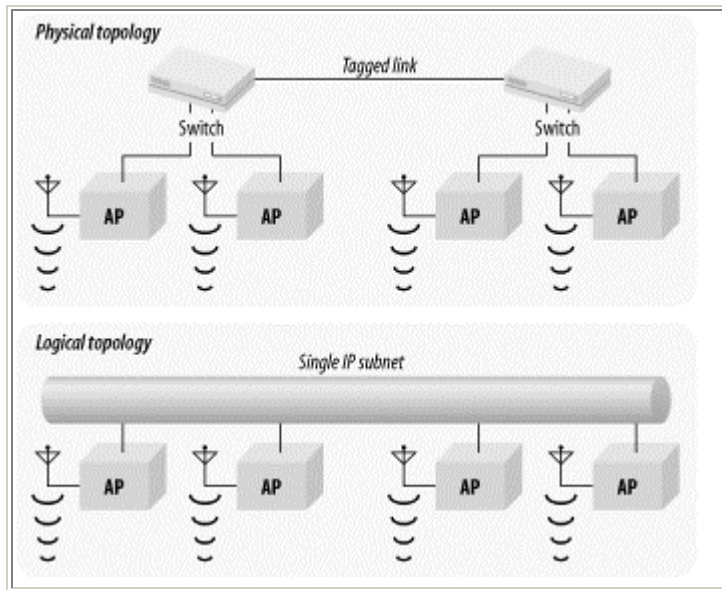 Physical topology
Tagged link
Switch
Switch
AP
AP
AP
AP
Logical topology
Single IP subnet
AP
AP
AP
AP